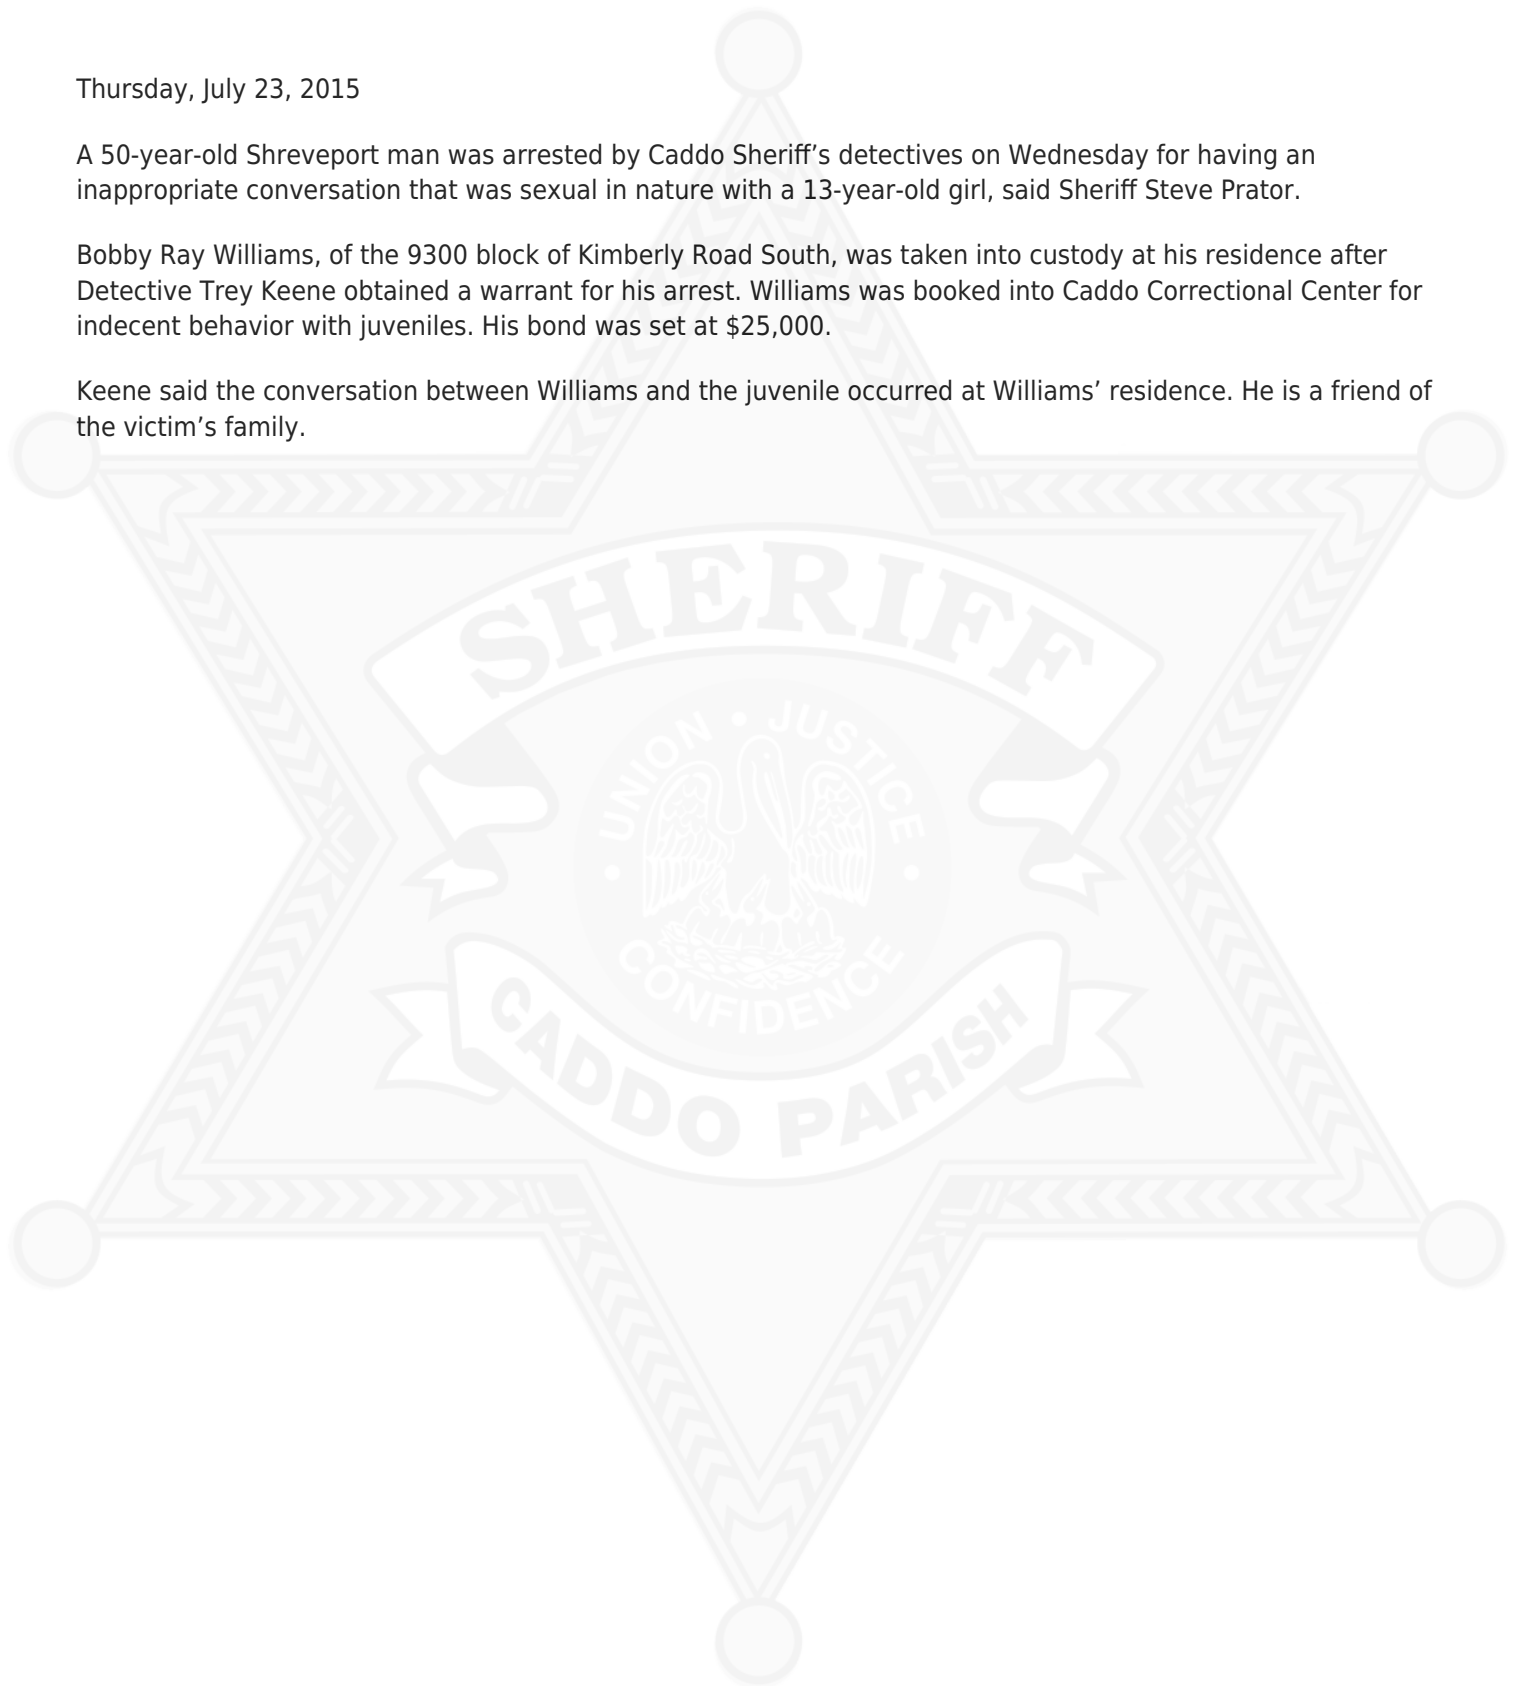 Thursday, July 23, 2015
A 50-year-old Shreveport man was arrested by Caddo Sheriff’s detectives on Wednesday for having an
inappropriate conversation that was sexual in nature with a 13-year-old girl, said Sheriff Steve Prator.
Bobby Ray Williams, of the 9300 block of Kimberly Road South, was taken into custody at his residence after
Detective Trey Keene obtained a warrant for his arrest. Williams was booked into Caddo Correctional Center for
indecent behavior with juveniles. His bond was set at $25,000.
Keene said the conversation between Williams and the juvenile occurred at Williams’ residence. He is a friend of
the victim’s family.
SHERIFF
UNION • JUSTICE
• CONFIDENCE •
CADDO PARISH